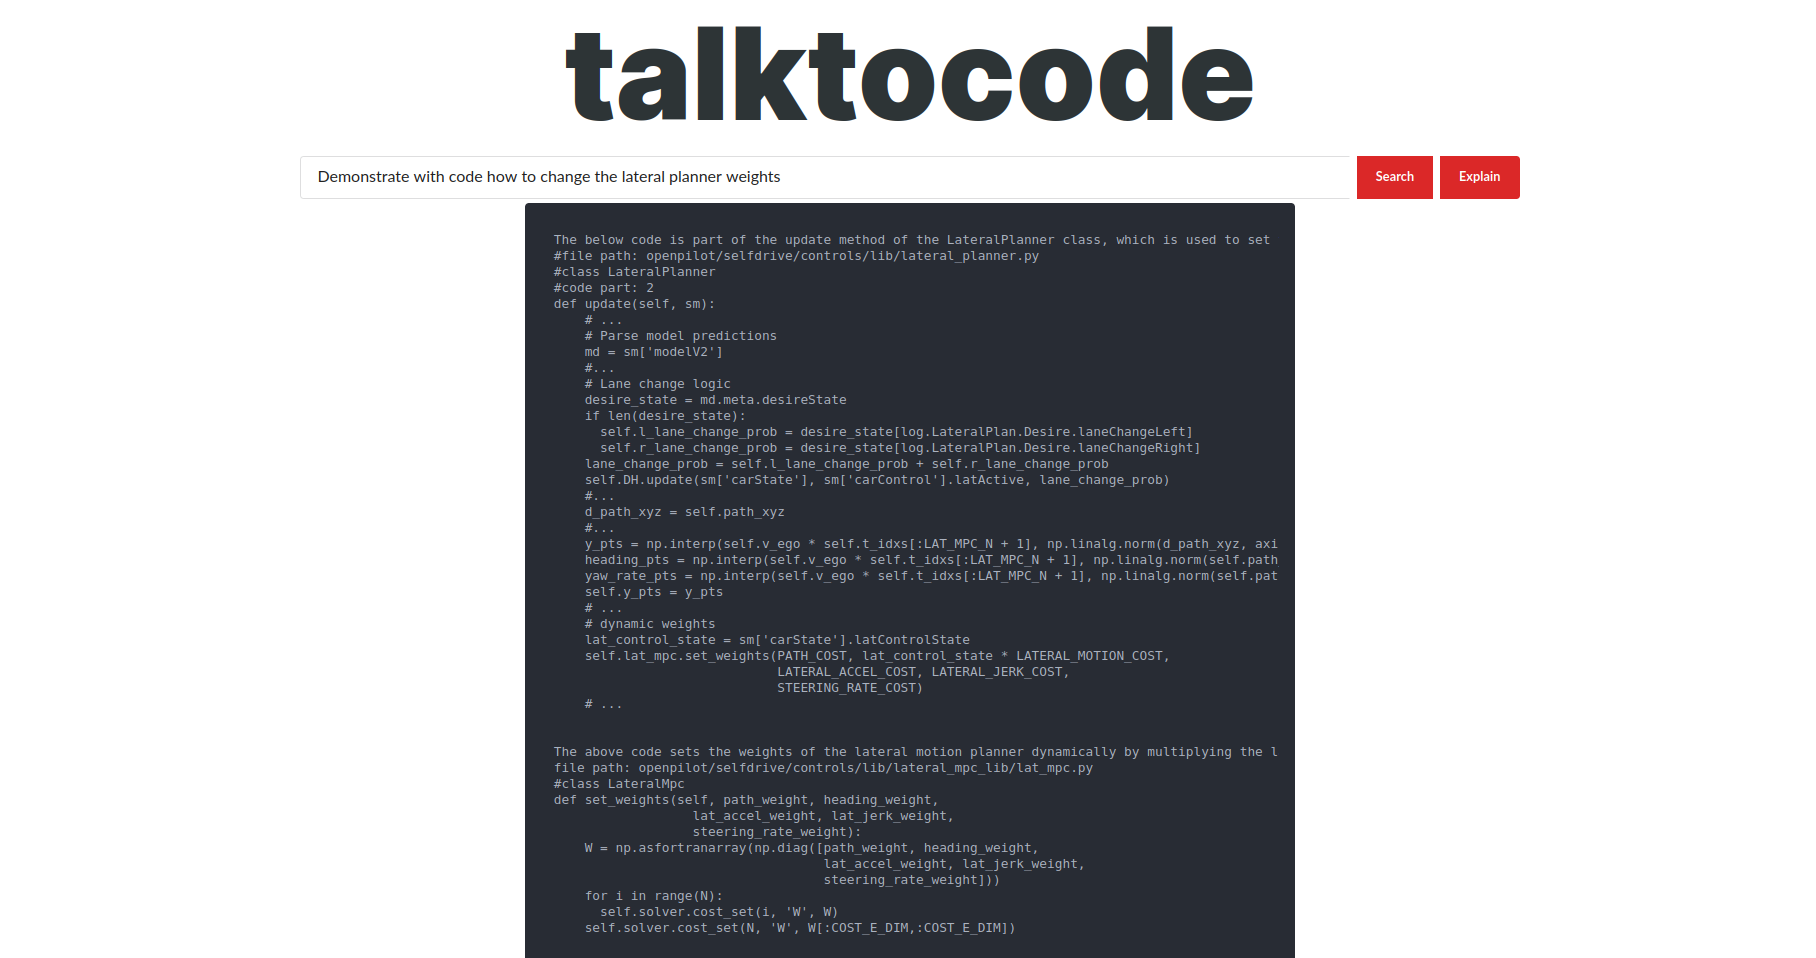 talktocode
Demonstrate with code how to change the lateral planner weights
Search
Explain
The below code is part of the update method of the LateralPlanner class, which is used to set
#file path: openpilot/selfdrive/controls/lib/lateral_planner.py
#class LateralPlanner
#code part: 2
def update(self, sm):
    # ...
    # Parse model predictions
    md = sm['modelV2']
    #...
    # Lane change logic
    desire_state = md.meta.desireState
    if len(desire_state):
      self.l_lane_change_prob = desire_state[log.LateralPlan.Desire.laneChangeLeft]
      self.r_lane_change_prob = desire_state[log.LateralPlan.Desire.laneChangeRight]
    lane_change_prob = self.l_lane_change_prob + self.r_lane_change_prob
    self.DH.update(sm['carState'], sm['carControl'].latActive, lane_change_prob)
    #...
    d_path_xyz = self.path_xyz
    #...
    y_pts = np.interp(self.v_ego * self.t_idxs[:LAT_MPC_N + 1], np.linalg.norm(d_path_xyz, axi
    heading_pts = np.interp(self.v_ego * self.t_idxs[:LAT_MPC_N + 1], np.linalg.norm(self.path
    yaw_rate_pts = np.interp(self.v_ego * self.t_idxs[:LAT_MPC_N + 1], np.linalg.norm(self.pat
    self.y_pts = y_pts
    # ...
    # dynamic weights
    lat_control_state = sm['carState'].latControlState
    self.lat_mpc.set_weights(PATH_COST, lat_control_state * LATERAL_MOTION_COST,
                             LATERAL_ACCEL_COST, LATERAL_JERK_COST,
                             STEERING_RATE_COST)
    # ...
The above code sets the weights of the lateral motion planner dynamically by multiplying the l
file path: openpilot/selfdrive/controls/lib/lateral_mpc_lib/lat_mpc.py
#class LateralMpc
def set_weights(self, path_weight, heading_weight,
                  lat_accel_weight, lat_jerk_weight,
                  steering_rate_weight):
    W = np.asfortranarray(np.diag([path_weight, heading_weight,
                                   lat_accel_weight, lat_jerk_weight,
                                   steering_rate_weight]))
    for i in range(N):
      self.solver.cost_set(i, 'W', W)
    self.solver.cost_set(N, 'W', W[:COST_E_DIM,:COST_E_DIM])